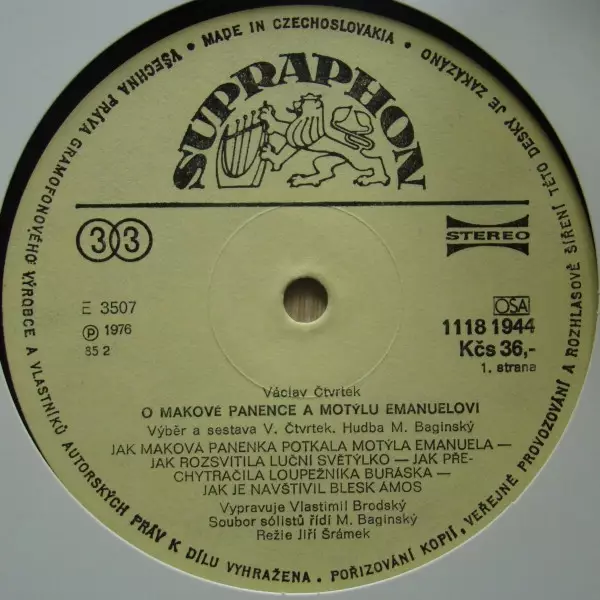 VŠECHNA PRÁVA GRAMOFONOVÉHO VÝROBCE A VLASTNÍKŮ AUTORSKÝCH PRÁV K DÍLU VYHRAŽENA • POŘIZOVÁNÍ KOPIÍ, VEŘEJNÉ PROVOZOVÁNÍ A ROZHLASOVÉ ŠÍŘENÍ TÉTO DESKY JE ZAKÁZÁNO • MADE IN CZECHOSLOVAKIA •
SUPRAPHON
33
STEREO
E 3507
OSA
Ⓟ 1976
1118 1944
35 2
Kčs 36,-
1. strana
Václav Čtvrtek
O MAKOVÉ PANENCE A MOTÝLU EMANUELOVI
Výběr a sestava V. Čtvrtek. Hudba M. Baginský
JAK MAKOVÁ PANENKA POTKALA MOTÝLA EMANUELA —
JAK ROZSVÍTILA LUČNÍ SVĚTÝLKO — JAK PŘE-
CHYTRAČILA LOUPEŽNÍKA BURÁSKA —
JAK JE NAVŠTÍVIL BLESK ÁMOS
Vypravuje Vlastimil Brodský
Soubor sólistů řídí M. Baginský
Režie Jiří Šrámek